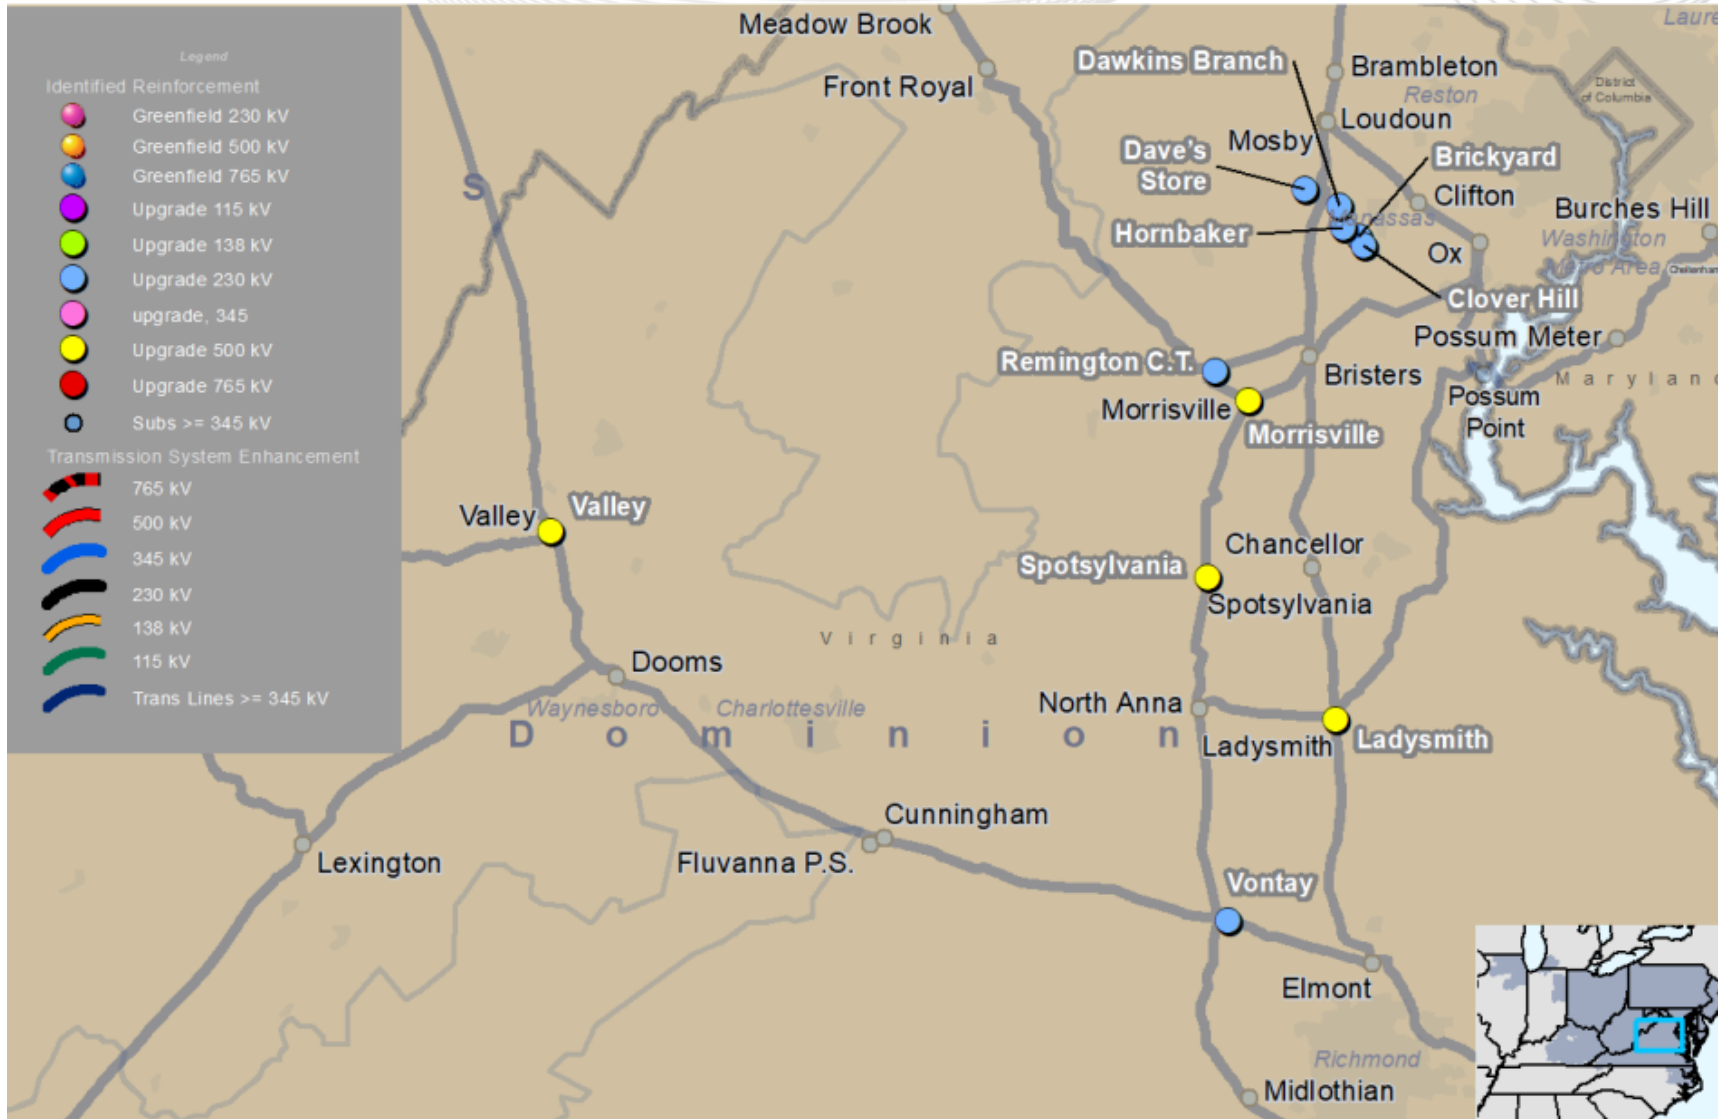 Legend
Identified Reinforcement
Greenfield 230 kV
Greenfield 500 kV
Greenfield 765 kV
Upgrade 115 kV
Upgrade 138 kV
Upgrade 230 kV
upgrade, 345
Upgrade 500 kV
Upgrade 765 kV
Subs >= 345 kV
Transmission System Enhancement
765 kV
500 kV
345 kV
230 kV
138 kV
115 kV
Trans Lines >= 345 kV
S
Meadow Brook
Front Royal
Dawkins Branch
Brambleton
Reston
District
of Columbia
Loudoun
Mosby
Dave's
Store
Brickyard
Clifton
Manassas
Hornbaker
Burches Hill
Washington
Metro Area
Cheltenham
Ox
Clover Hill
Possum Meter
Remington C.T.
Bristers
Morrisville
Morrisville
Possum
Point
Valley
Valley
Chancellor
Spotsylvania
Spotsylvania
Virginia
Dooms
Waynesboro
Charlottesville
North Anna
Dominion
Ladysmith
Ladysmith
Cunningham
Fluvanna P.S.
Lexington
Vontay
Elmont
Richmond
Midlothian